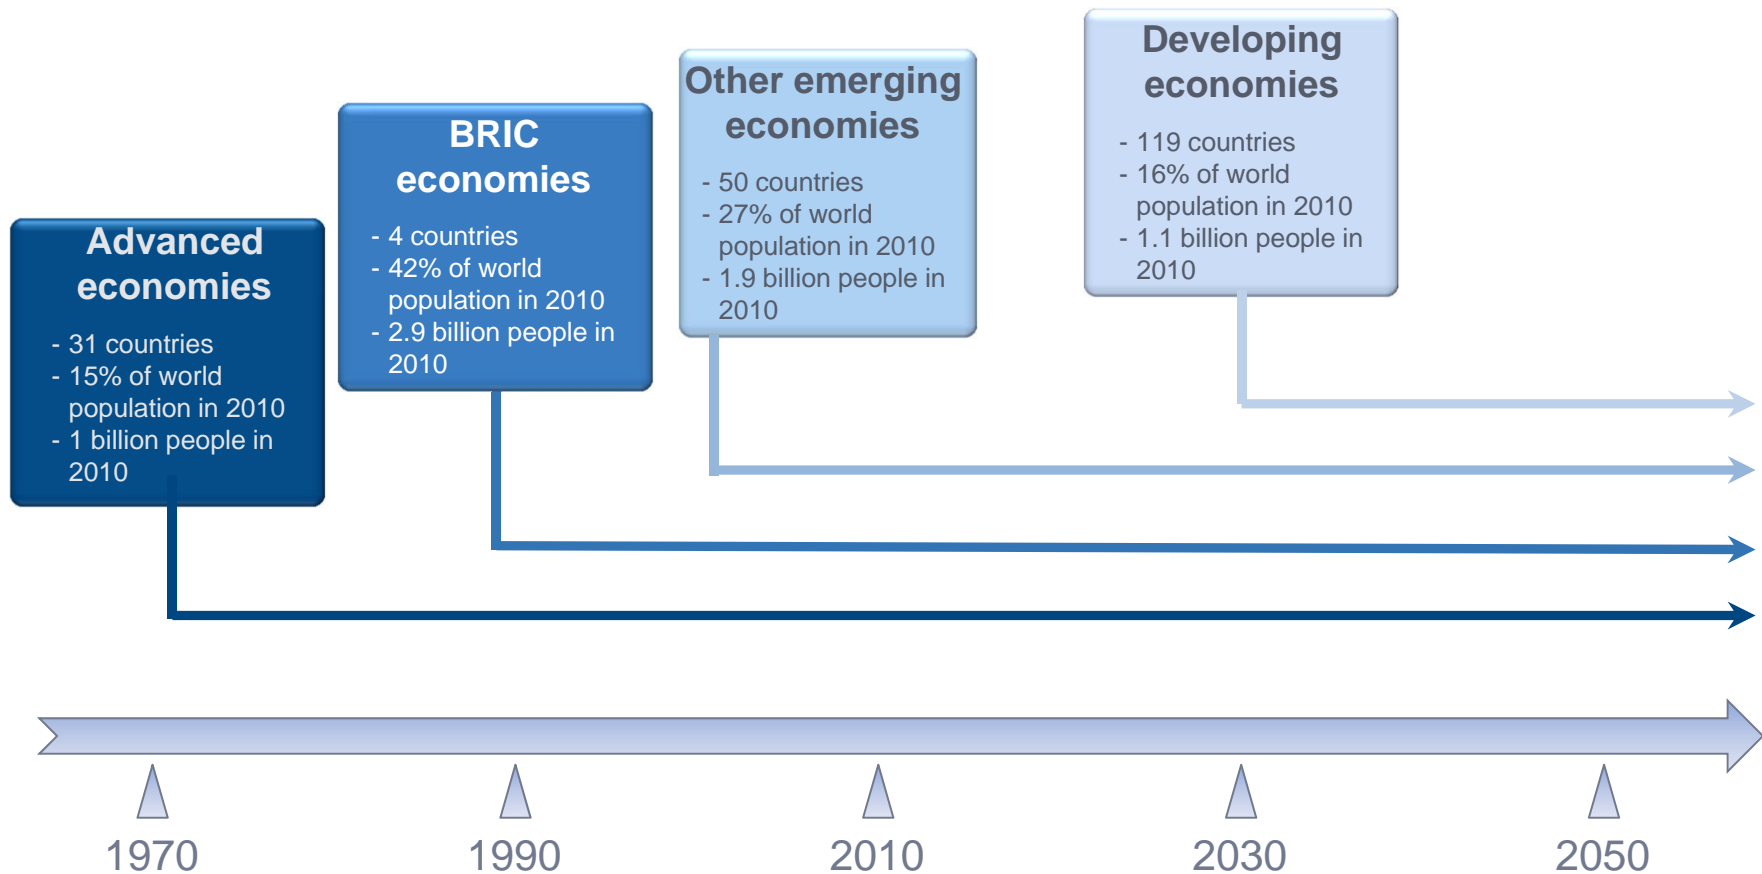 Advanced
economies
- 31 countries
- 15% of world
population in 2010
- 1 billion people in
2010
BRIC
economies
- 4 countries
- 42% of world
population in 2010
- 2.9 billion people in
2010
Other emerging
economies
- 50 countries
- 27% of world
population in 2010
- 1.9 billion people in
2010
Developing
economies
- 119 countries
- 16% of world
population in 2010
- 1.1 billion people in
2010
1970
1990
2010
2030
2050